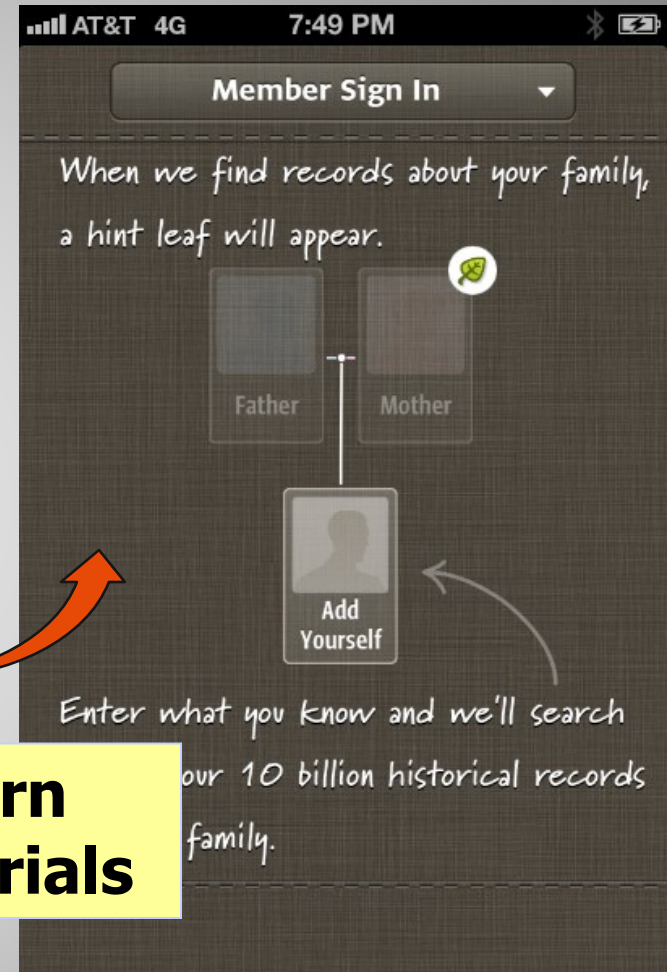 AT&T 4G 7:49 PM
Member Sign In
When we find records about your family,
a hint leaf will appear.
Father Mother
Add
Yourself
Enter what you know and we'll search
our 10 billion historical records
family.
rn
rials